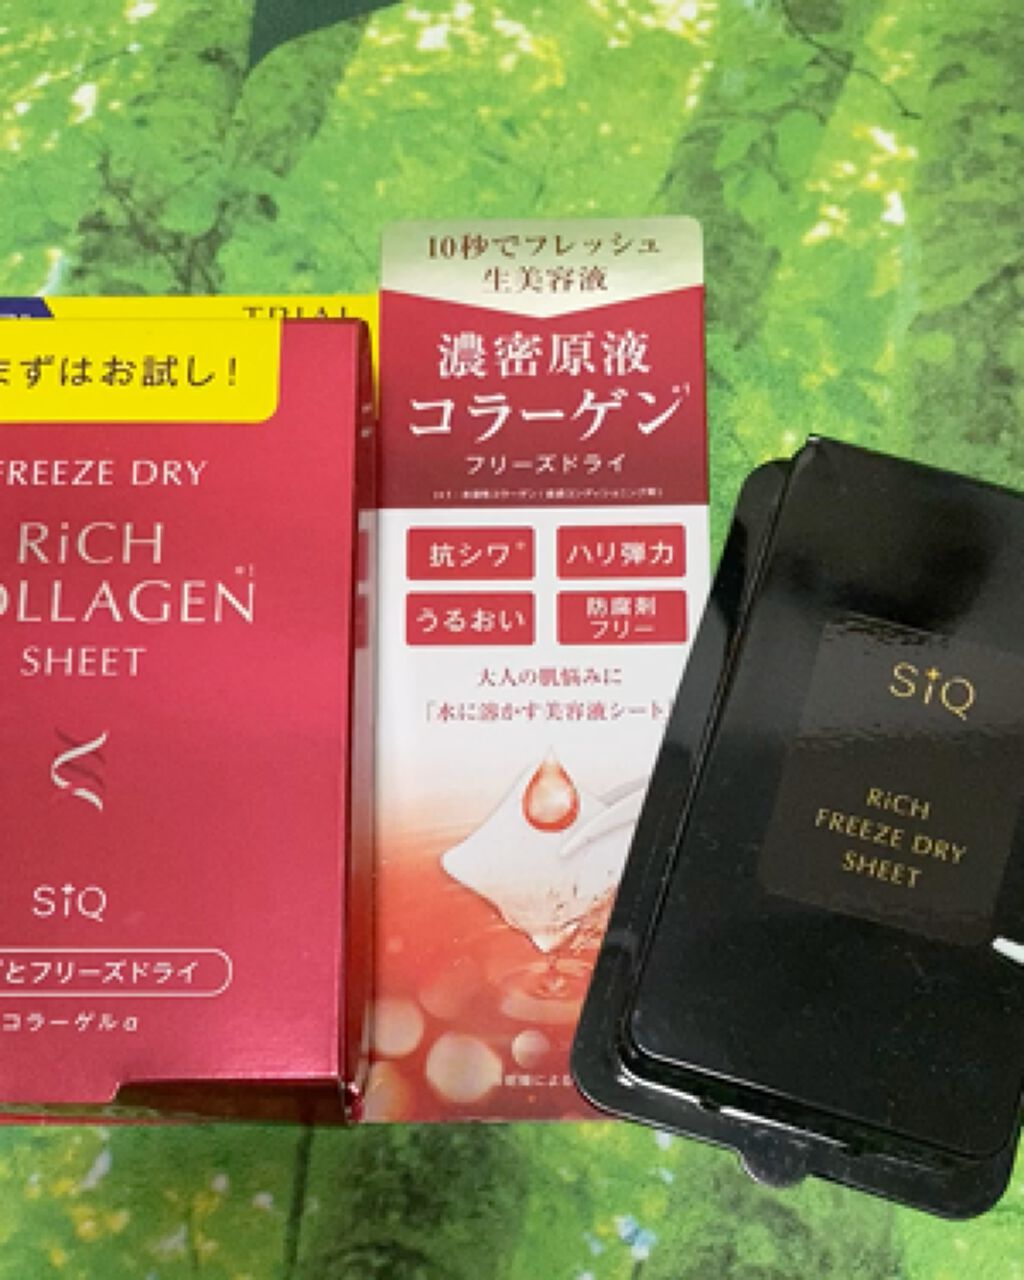 TRIAL
まずはお試し!
FREEZE DRY
RiCH
COLLAGEN*1
SHEET
SiQ
とフリーズドライ
コラーゲルα
10秒でフレッシュ
生美容液
濃密原液
コラーゲン*1
フリーズドライ
抗シワ* ハリ弾力
うるおい 防腐剤フリー
大人の肌悩みに
「水に溶かす美容液シート」
SiQ
RiCH
FREEZE DRY
SHEET